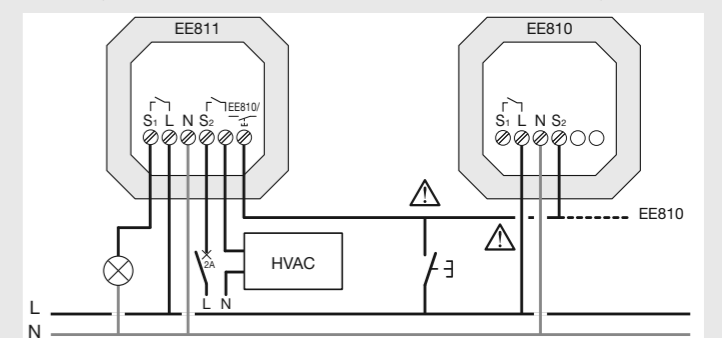 EE811
EE810
EE810/
S1 L N S2
S1 L N S2
EE810
2A
HVAC
L N
L
N